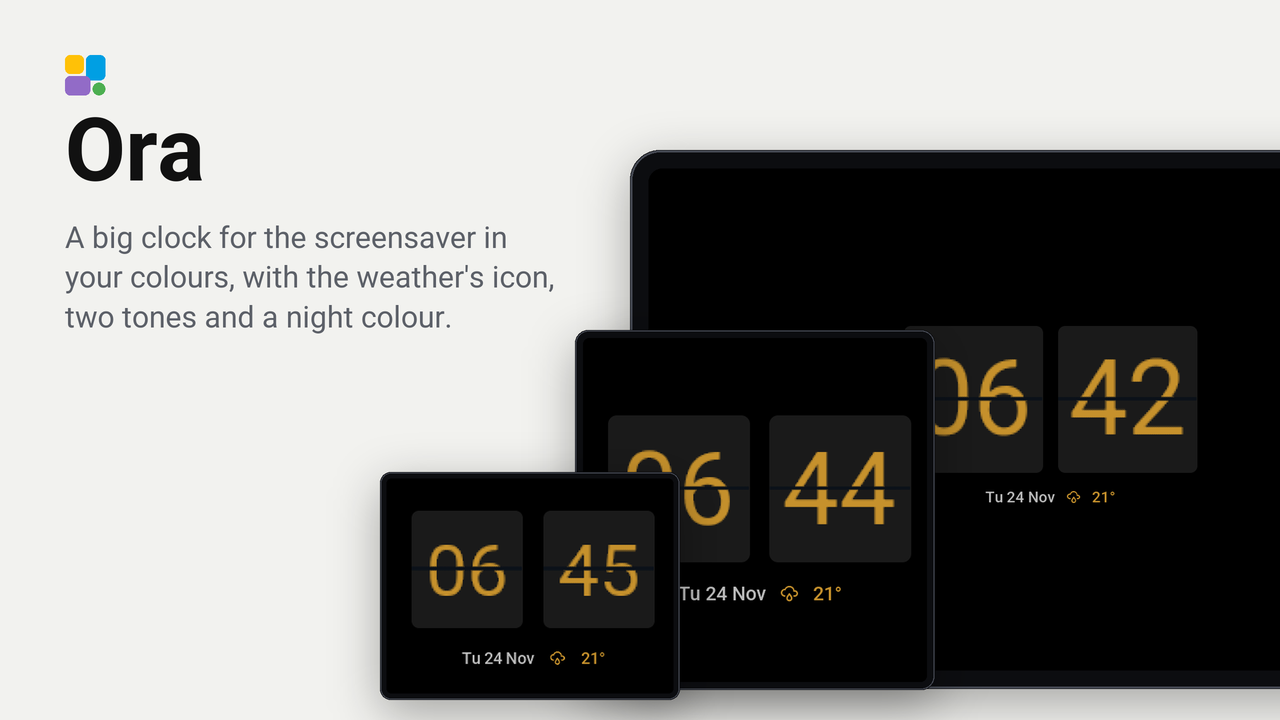 Ora
A big clock for the screensaver in
your colours, with the weather's icon,
two tones and a night colour.
06 42
Tu 24 Nov 21°
06 44
Tu 24 Nov 21°
06 45
Tu 24 Nov 21°